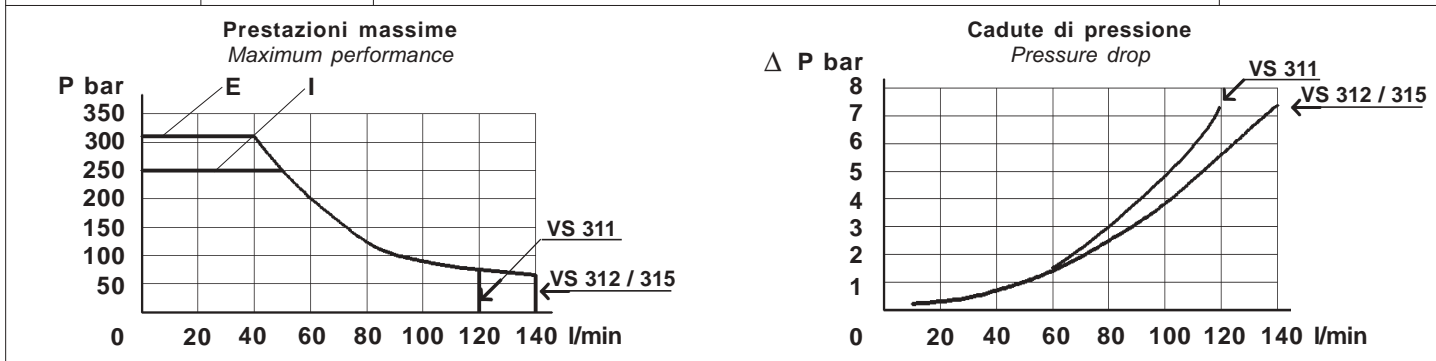 Prestazioni massime
Maximum performance
P bar
E
I
350
300
250
200
150
100
50
0
20
40
60
80
100
120
140
l/min
VS 311
VS 312 / 315
Cadute di pressione
Pressure drop
Δ P bar
8
7
6
5
4
3
2
1
0
20
40
60
80
100
120
140
l/min
VS 311
VS 312 / 315